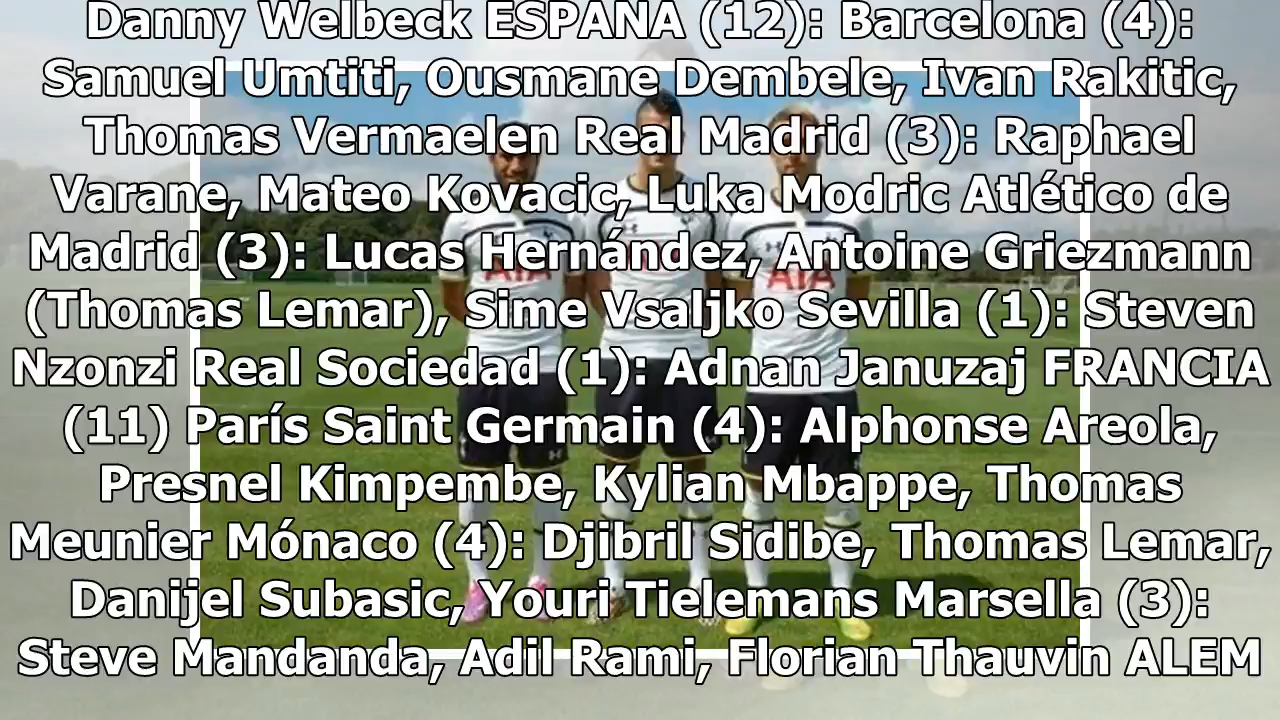 Danny Welbeck ESPAÑA (12): Barcelona (4):
Samuel Umtiti, Ousmane Dembele, Ivan Rakitic,
Thomas Vermaelen Real Madrid (3): Raphael
Varane, Mateo Kovacic, Luka Modric Atlético de
Madrid (3): Lucas Hernández, Antoine Griezmann
(Thomas Lemar), Sime Vsaljko Sevilla (1): Steven
Nzonzi Real Sociedad (1): Adnan Januzaj FRANCIA
(11) París Saint Germain (4): Alphonse Areola,
Presnel Kimpembe, Kylian Mbappe, Thomas
Meunier Mónaco (4): Djibril Sidibe, Thomas Lemar,
Danijel Subasic, Youri Tielemans Marsella (3):
Steve Mandanda, Adil Rami, Florian Thauvin ALEM
AIA
AIA